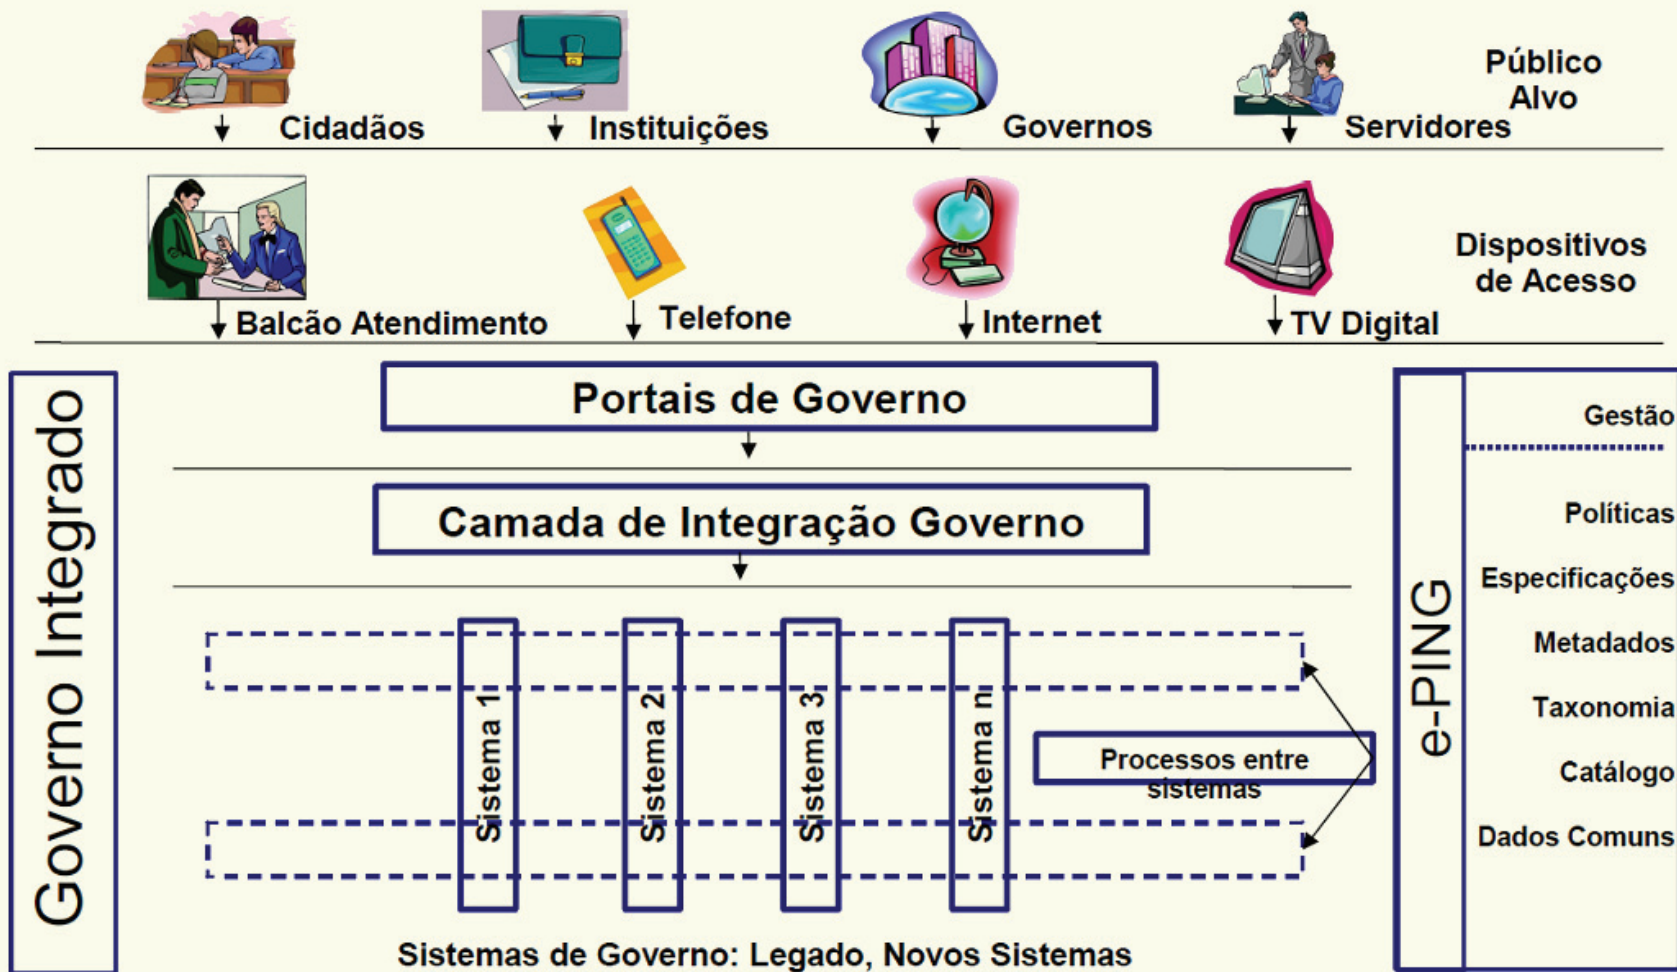 Público
Alvo
Cidadãos
Instituições
Governos
Servidores
Dispositivos
de Acesso
Balcão Atendimento
Telefone
Internet
TV Digital
Governo Integrado
Portais de Governo
Camada de Integração Governo
Sistema 1
Sistema 2
Sistema 3
Sistema n
Processos entre
sistemas
Sistemas de Governo: Legado, Novos Sistemas
e-PING
Gestão
Políticas
Especificações
Metadados
Taxonomia
Catálogo
Dados Comuns